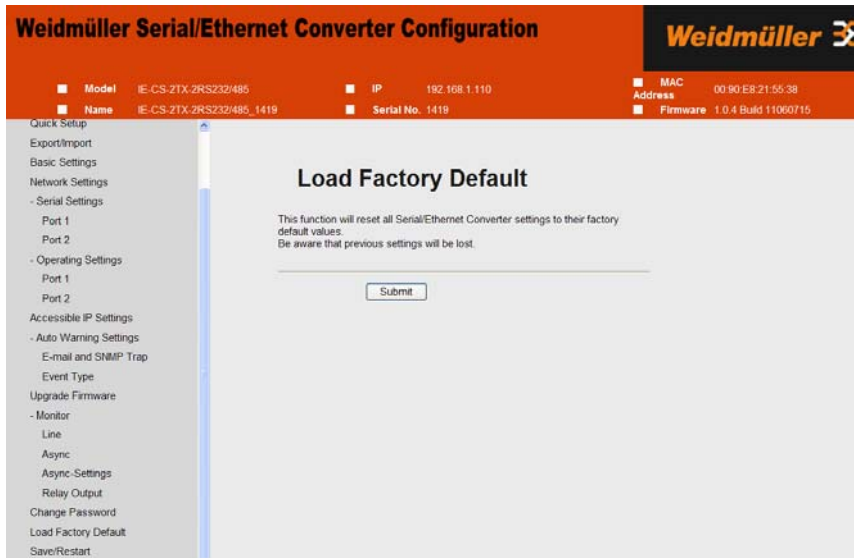 Weidmüller Serial/Ethernet Converter Configuration
Weidmüller
Model IE-CS-2TX-2RS232/485
IP 192.168.1.110
MAC Address 00:90:E8:21:55:38
Name IE-CS-2TX-2RS232/485_1419
Serial No. 1419
Firmware 1.0.4 Build 11060715
Quick Setup
Export/Import
Basic Settings
Network Settings
- Serial Settings
Port 1
Port 2
- Operating Settings
Port 1
Port 2
Accessible IP Settings
- Auto Warning Settings
E-mail and SNMP Trap
Event Type
Upgrade Firmware
- Monitor
Line
Async
Async-Settings
Relay Output
Change Password
Load Factory Default
Save/Restart
Load Factory Default
This function will reset all Serial/Ethernet Converter settings to their factory
default values.
Be aware that previous settings will be lost.
Submit